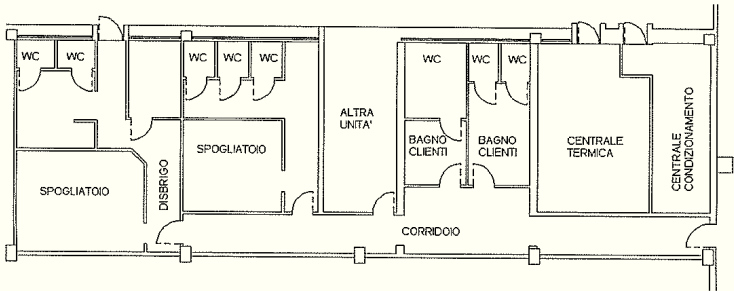 WC
WC
WC
WC
WC
WC
WC
WC
ALTRA
UNITA'
BAGNO
CLIENTI
BAGNO
CLIENTI
CENTRALE
TERMICA
CENTRALE
CONDIZIONAMENTO
SPOGLIATOIO
SPOGLIATOIO
DISBRIGO
CORRIDOIO